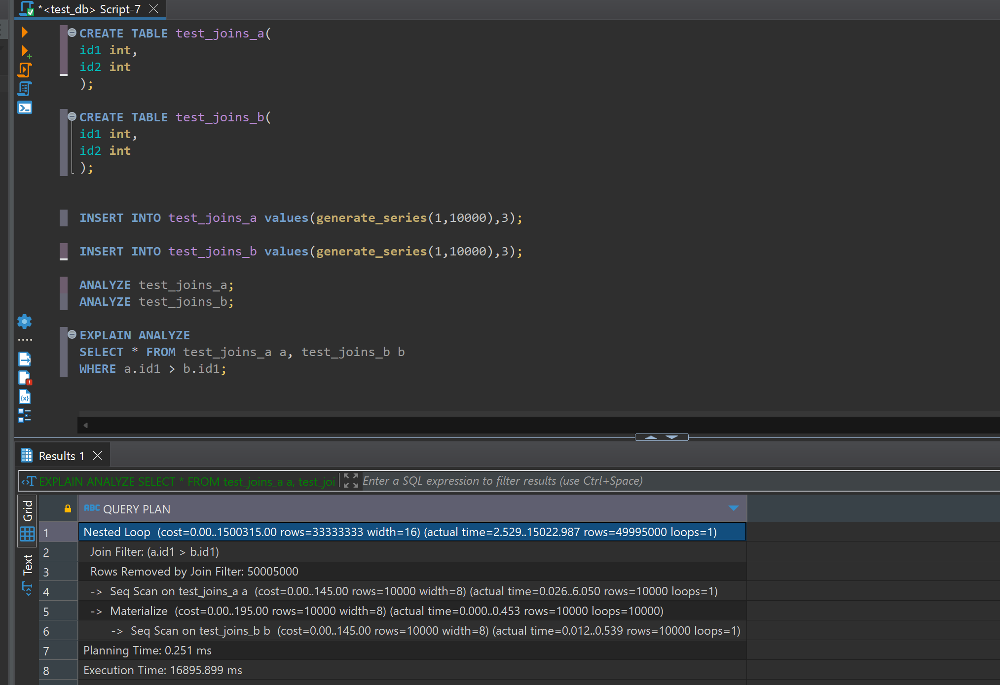 *<test_db> Script-7
CREATE TABLE test_joins_a(
id1 int,
id2 int
);
CREATE TABLE test_joins_b(
id1 int,
id2 int
);
INSERT INTO test_joins_a values(generate_series(1,10000),3);
INSERT INTO test_joins_b values(generate_series(1,10000),3);
ANALYZE test_joins_a;
ANALYZE test_joins_b;
EXPLAIN ANALYZE
SELECT * FROM test_joins_a a, test_joins_b b
WHERE a.id1 > b.id1;
Results 1
EXPLAIN ANALYZE SELECT * FROM test_joins_a a, test_joi
Enter a SQL expression to filter results (use Ctrl+Space)
Grid
Text
ABC QUERY PLAN
1 Nested Loop (cost=0.00..1500315.00 rows=33333333 width=16) (actual time=2.529..15022.987 rows=49995000 loops=1)
2 Join Filter: (a.id1 > b.id1)
3 Rows Removed by Join Filter: 50005000
4 -> Seq Scan on test_joins_a a (cost=0.00..145.00 rows=10000 width=8) (actual time=0.026..6.050 rows=10000 loops=1)
5 -> Materialize (cost=0.00..195.00 rows=10000 width=8) (actual time=0.000..0.453 rows=10000 loops=10000)
6 -> Seq Scan on test_joins_b b (cost=0.00..145.00 rows=10000 width=8) (actual time=0.012..0.539 rows=10000 loops=1)
7 Planning Time: 0.251 ms
8 Execution Time: 16895.899 ms